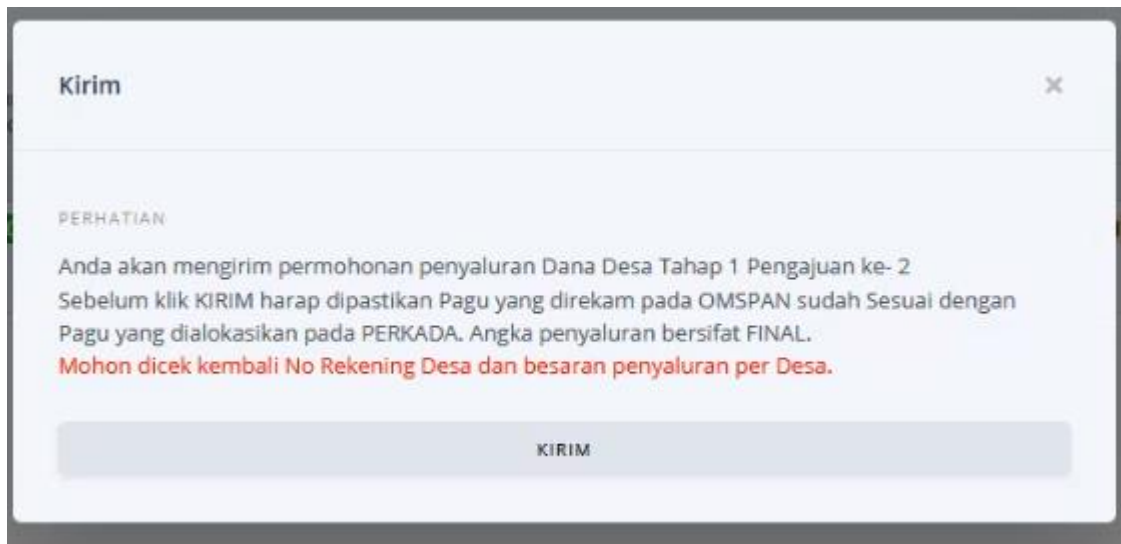 Kirim
×
PERHATIAN
Anda akan mengirim permohonan penyaluran Dana Desa Tahap 1 Pengajuan ke- 2
Sebelum klik KIRIM harap dipastikan Pagu yang direkam pada OMSPAN sudah Sesuai dengan
Pagu yang dialokasikan pada PERKADA. Angka penyaluran bersifat FINAL.
Mohon dicek kembali No Rekening Desa dan besaran penyaluran per Desa.
KIRIM